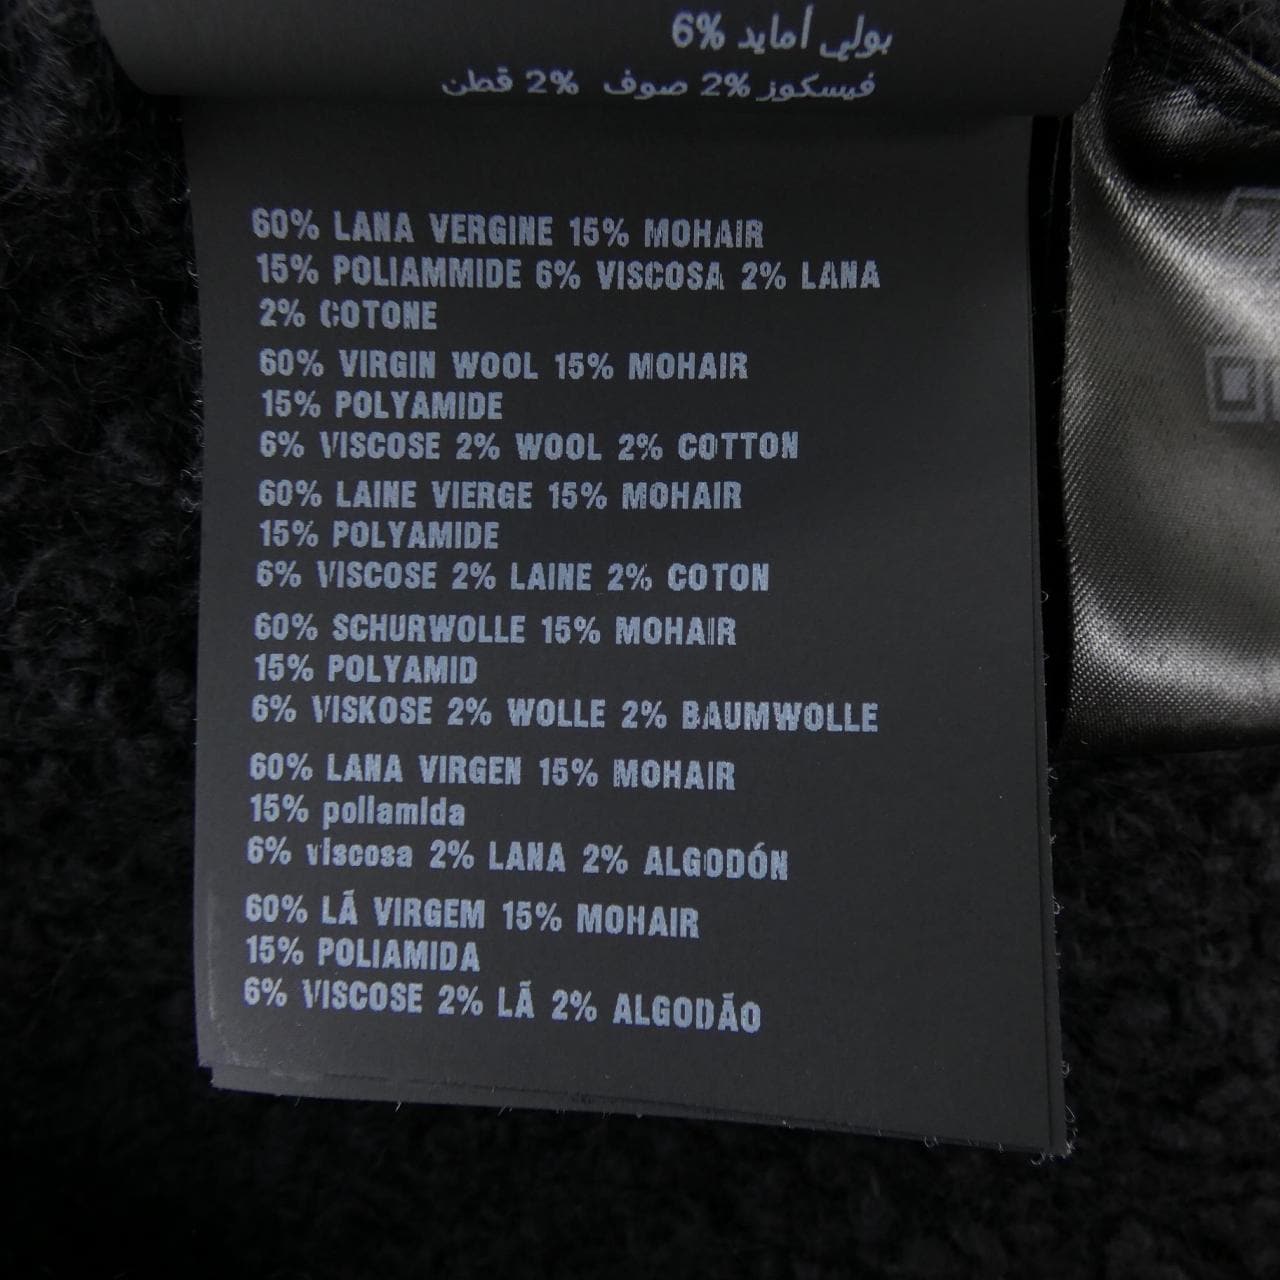 بولي أمايد %6
فيسكوز %2 صوف %2 قطن
60% LANA VERGINE 15% MOHAIR
15% POLIAMMIDE 6% VISCOSA 2% LANA
2% COTONE
60% VIRGIN WOOL 15% MOHAIR
15% POLYAMIDE
6% VISCOSE 2% WOOL 2% COTTON
60% LAINE VIERGE 15% MOHAIR
15% POLYAMIDE
6% VISCOSE 2% LAINE 2% COTON
60% SCHURWOLLE 15% MOHAIR
15% POLYAMID
6% VISKOSE 2% WOLLE 2% BAUMWOLLE
60% LANA VIRGEN 15% MOHAIR
15% poliamida
6% viscosa 2% LANA 2% ALGODÓN
60% LÃ VIRGEM 15% MOHAIR
15% POLIAMIDA
6% VISCOSE 2% LÃ 2% ALGODÃO